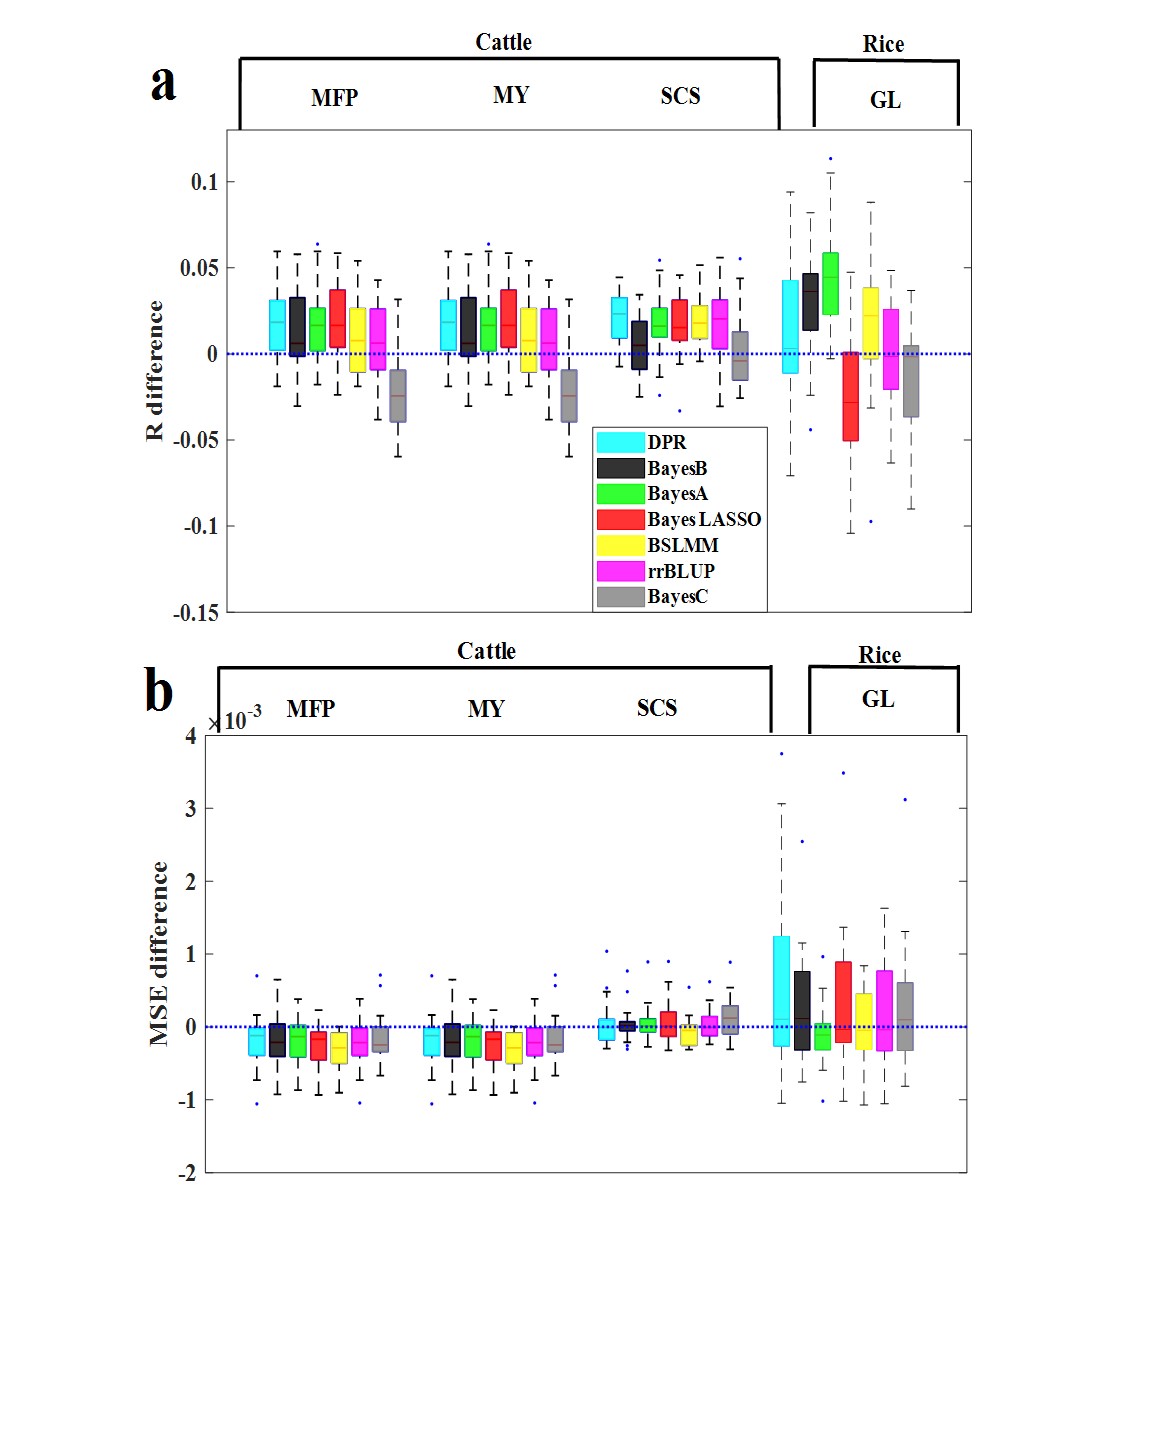 Cattle
Rice
a
MFP
MY
SCS
GL
0.1
0.05
0
-0.05
-0.1
-0.15
R difference
DPR
BayesB
BayesA
Bayes LASSO
BSLMM
rrBLUP
BayesC
Cattle
Rice
b
MFP
MY
SCS
GL
×10-3
4
3
2
1
0
-1
-2
MSE difference